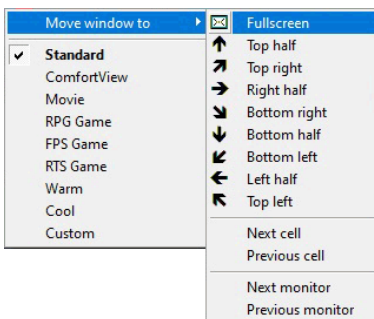 Move window to
Standard
ComfortView
Movie
RPG Game
FPS Game
RTS Game
Warm
Cool
Custom
Fullscreen
Top half
Top right
Right half
Bottom right
Bottom half
Bottom left
Left half
Top left
Next cell
Previous cell
Next monitor
Previous monitor